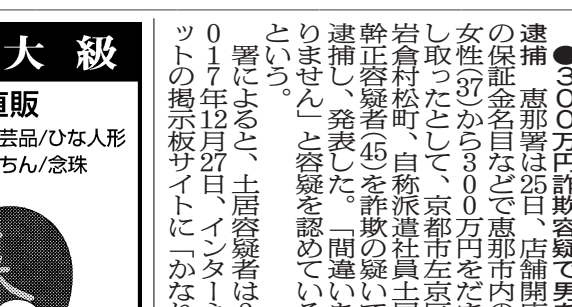 ●300万円詐欺容疑で男を
逮捕　恵那署は25日、店舗開店
の保証金名目などで恵那市内の
女性(37)から300万円をだま
し取ったとして、京都市左京区
岩倉村松町、自称派遣社員土居
幹正容疑者(45)を詐欺の疑いで
逮捕し、発表した。「間違いあ
りません」と容疑を認めている
という。
署によると、土居容疑者は2
017年12月27日、インターネ
ットの掲示板サイトに「かなり
大級
直販
芸品/ひな人形
ちん/念珠